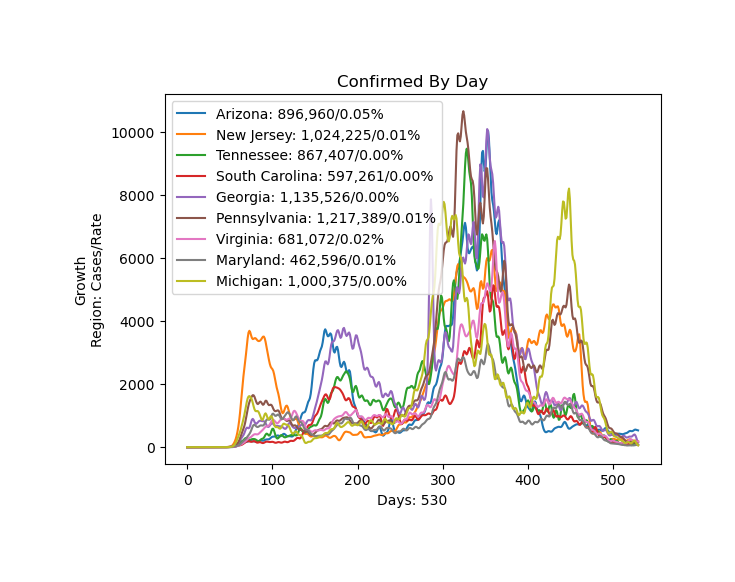 Confirmed By Day
Arizona: 896,960/0.05%
New Jersey: 1,024,225/0.01%
Tennessee: 867,407/0.00%
South Carolina: 597,261/0.00%
Georgia: 1,135,526/0.00%
Pennsylvania: 1,217,389/0.01%
Virginia: 681,072/0.02%
Maryland: 462,596/0.01%
Michigan: 1,000,375/0.00%
Growth
Region: Cases/Rate
10000
8000
6000
4000
2000
0
0 100 200 300 400 500
Days: 530